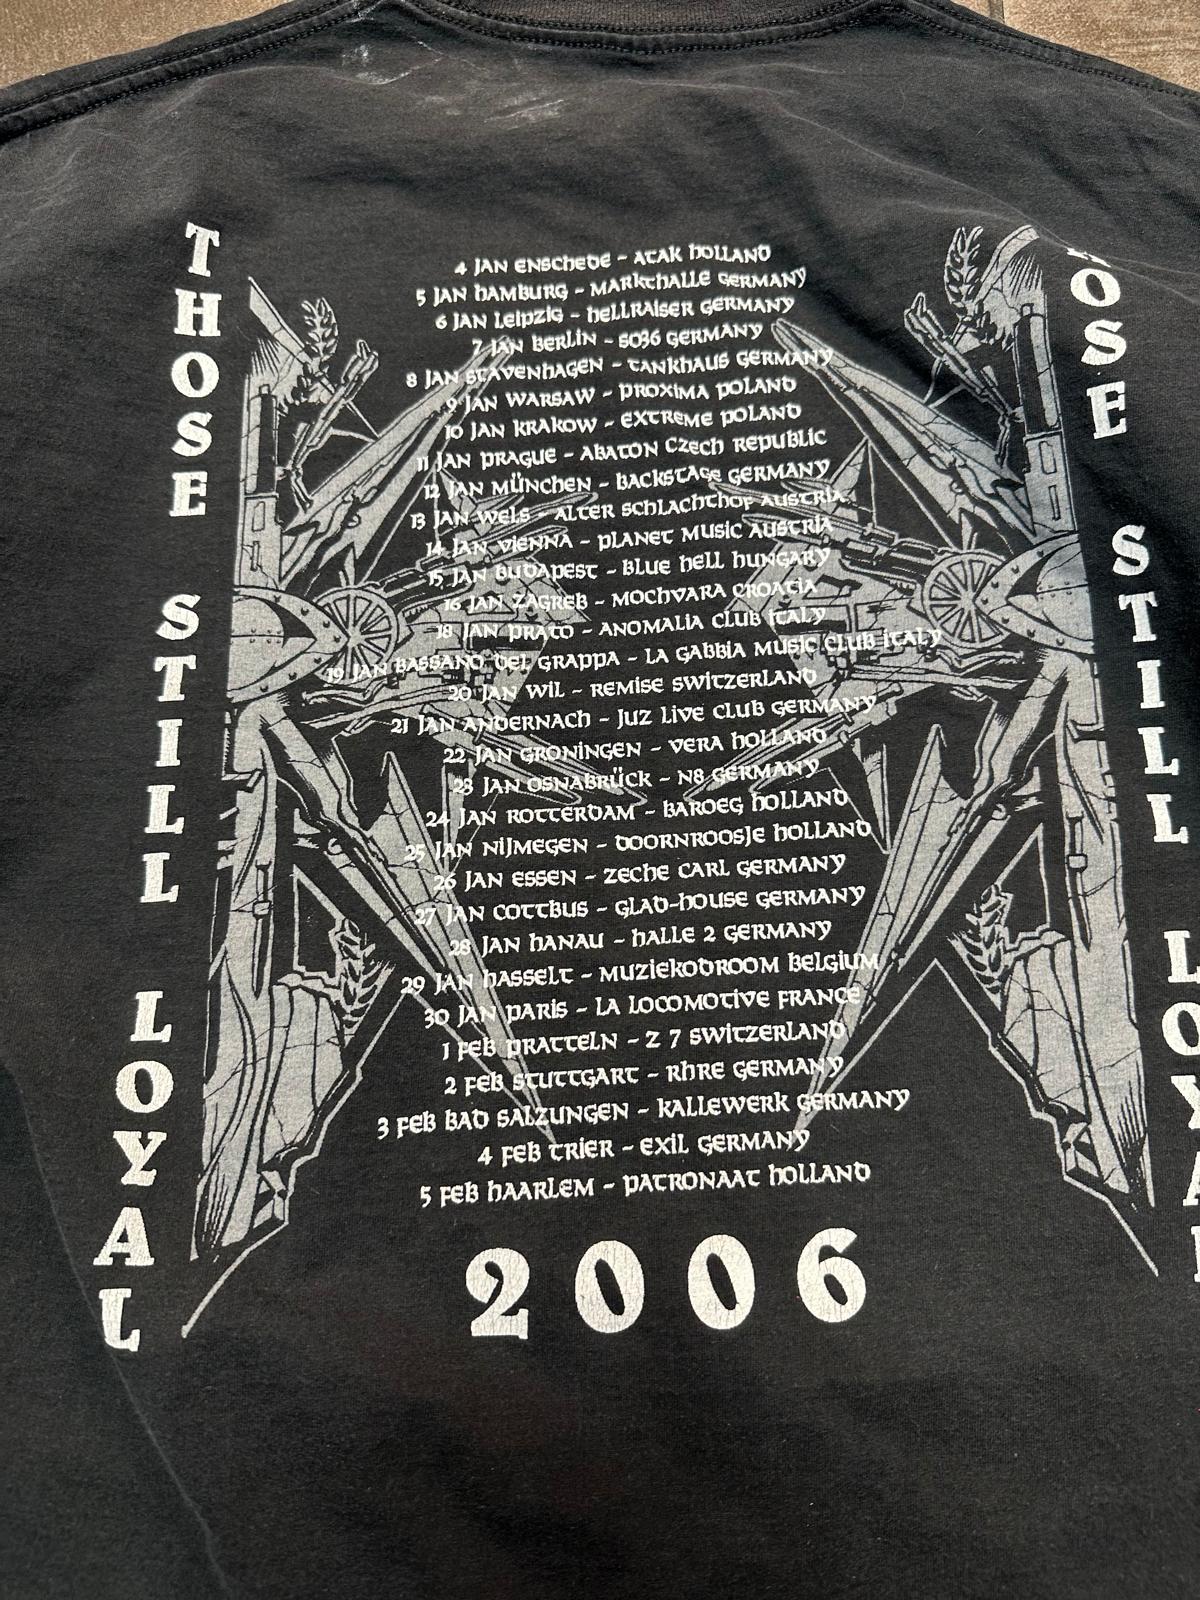 THOSE STILL LOYAL
4 JAN ENSCHEDE - ATAK HOLLAND
5 JAN HAMBURG - MARKTHALLE GERMANY
6 JAN LEIPZIG - HELLRAISER GERMANY
7 JAN BERLIN - SO36 GERMANY
8 JAN STAVENHAGEN - TANKHAUS GERMANY
9 JAN WARSAW - PROXIMA POLAND
10 JAN KRAKOW - EXTREME POLAND
11 JAN PRAGUE - ABATON CZECH REPUBLIC
12 JAN MÜNCHEN - BACKSTAGE GERMANY
13 JAN WELS - ALTER SCHLACHTHOF AUSTRIA
14 JAN VIENNA - PLANET MUSIC AUSTRIA
15 JAN BUDAPEST - BLUE HELL HUNGARY
16 JAN ZAGREB - MOCHVARA CROATIA
18 JAN PRATO - ANOMALIA CLUB ITALY
19 JAN BASSANO DEL GRAPPA - LA GABBIA MUSIC CLUB ITALY
20 JAN WIL - REMISE SWITZERLAND
21 JAN ANDERNACH - JUZ LIVE CLUB GERMANY
22 JAN GRONINGEN - VERA HOLLAND
23 JAN OSNABRÜCK - N8 GERMANY
24 JAN ROTTERDAM - BAROEG HOLLAND
25 JAN NIJMEGEN - DOORNROOSJE HOLLAND
26 JAN ESSEN - ZECHE CARL GERMANY
27 JAN COTTBUS - GLAD-HOUSE GERMANY
28 JAN HANAU - HALLE 2 GERMANY
29 JAN HASSELT - MUZIEKODROOM BELGIUM
30 JAN PARIS - LA LOCOMOTIVE FRANCE
1 FEB PRATTELN - Z 7 SWITZERLAND
2 FEB STUTTGART - RHRE GERMANY
3 FEB BAD SALZUNGEN - KALLEWERK GERMANY
4 FEB TRIER - EXIL GERMANY
5 FEB HAARLEM - PATRONAAT HOLLAND
2006
STILL